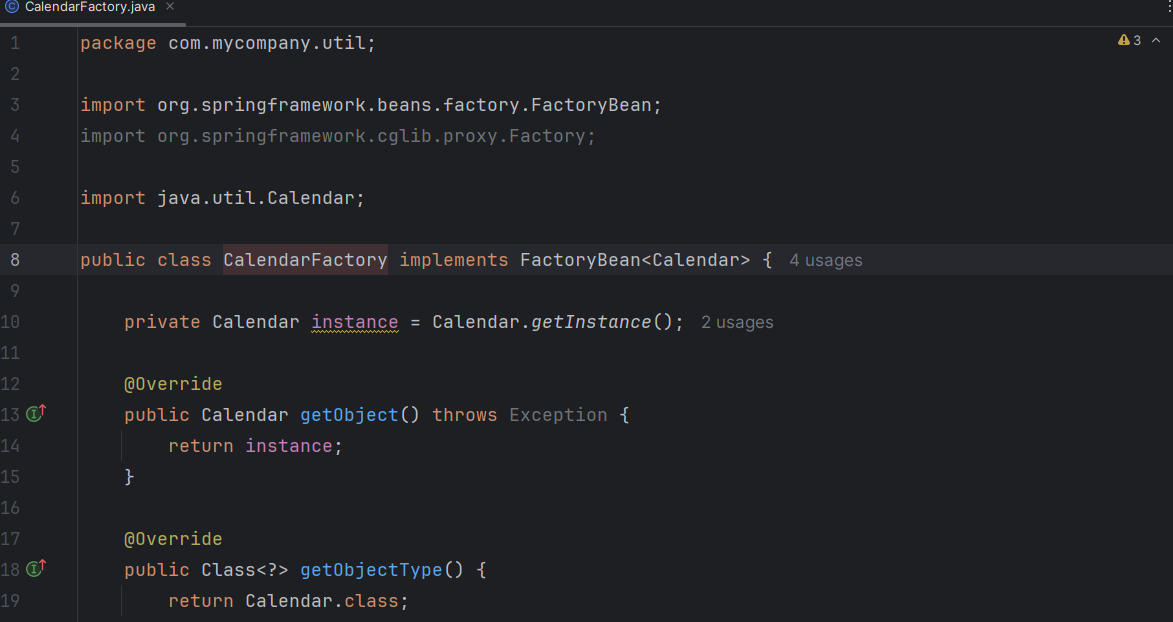 CalendarFactory.java
3
1 package com.mycompany.util;
2
3 import org.springframework.beans.factory.FactoryBean;
4 import org.springframework.cglib.proxy.Factory;
5
6 import java.util.Calendar;
7
8 public class CalendarFactory implements FactoryBean<Calendar> { 4 usages
9
10     private Calendar instance = Calendar.getInstance(); 2 usages
11
12     @Override
13     public Calendar getObject() throws Exception {
14         return instance;
15     }
16
17     @Override
18     public Class<?> getObjectType() {
19         return Calendar.class;